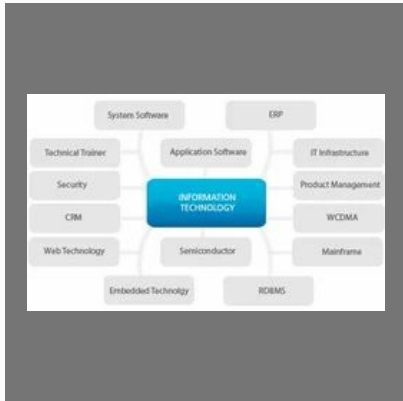 System Software
ERP
Technical Trainer
Application Software
IT Infrastructure
Security
INFORMATION
TECHNOLOGY
Product Management
CRM
WCDMA
Web Technology
Semiconductor
Mainframe
Embedded Technolgy
RDBMS